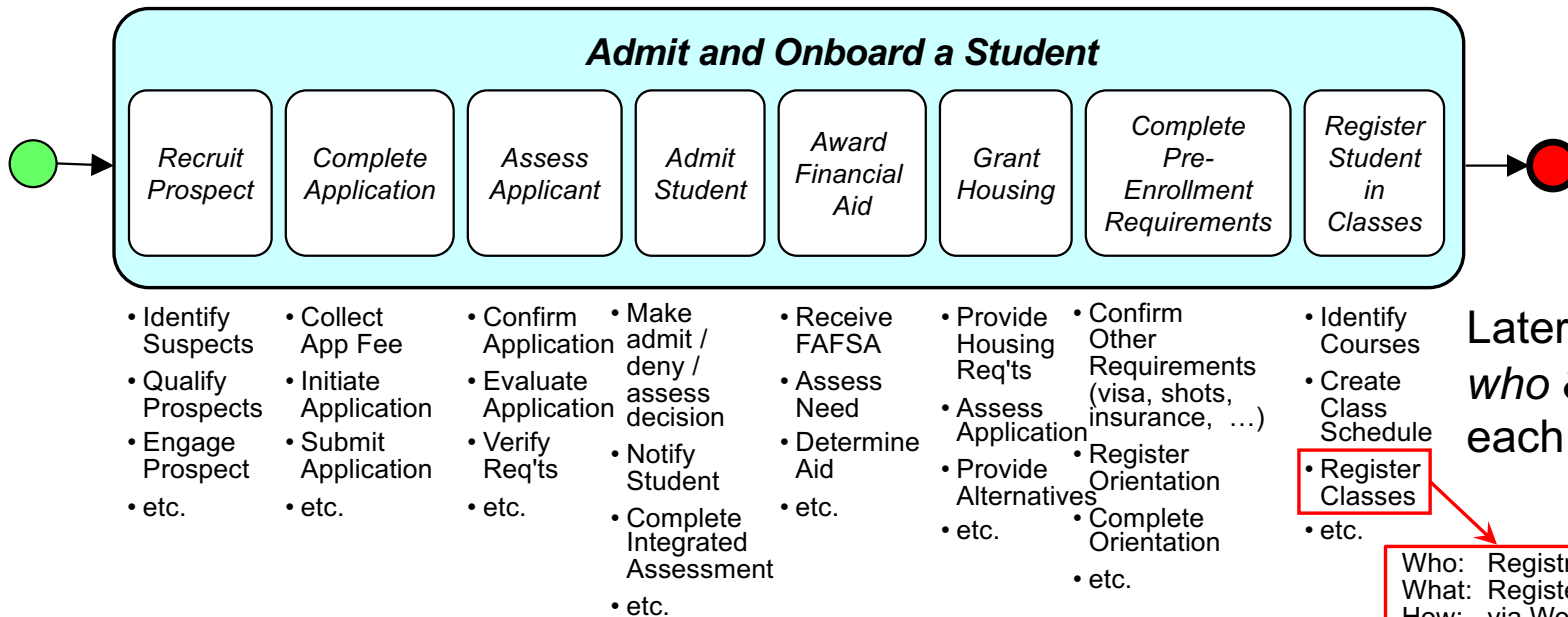 Admit and Onboard a Student
Recruit
Prospect
Complete
Application
Assess
Applicant
Admit
Student
Award
Financial
Aid
Grant
Housing
Complete
Pre-
Enrollment
Requirements
Register
Student
in
Classes
• Identify
Suspects
• Qualify
Prospects
• Engage
Prospect
• etc.
• Collect
App Fee
• Initiate
Application
• Submit
Application
• etc.
• Confirm
Application
• Evaluate
Application
• Verify
Req'ts
• etc.
• Make
admit /
deny /
assess
decision
• Notify
Student
• Complete
Integrated
Assessment
• etc.
• Receive
FAFSA
• Assess
Need
• Determine
Aid
• etc.
• Provide
Housing
Req'ts
• Assess
Application
• Provide
Alternatives
• etc.
• Confirm
Other
Requirements
(visa, shots,
insurance, …)
• Register
Orientation
• Complete
Orientation
• etc.
• Identify
Courses
• Create
Class
Schedule
• Register
Classes
• etc.
Later
who
each
Who:
What:
How: via